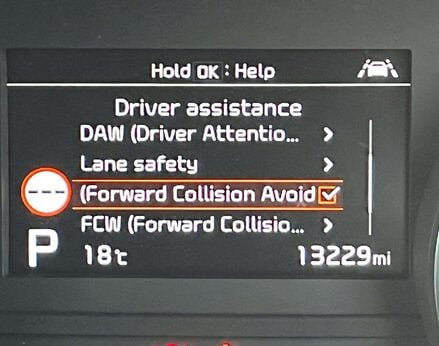 Hold OK : Help
Driver assistance
DAW (Driver Attentio... >
Lane safety >
--- (Forward Collision Avoid
FCW (Forward Collisio... >
P 18℃ 13229mi